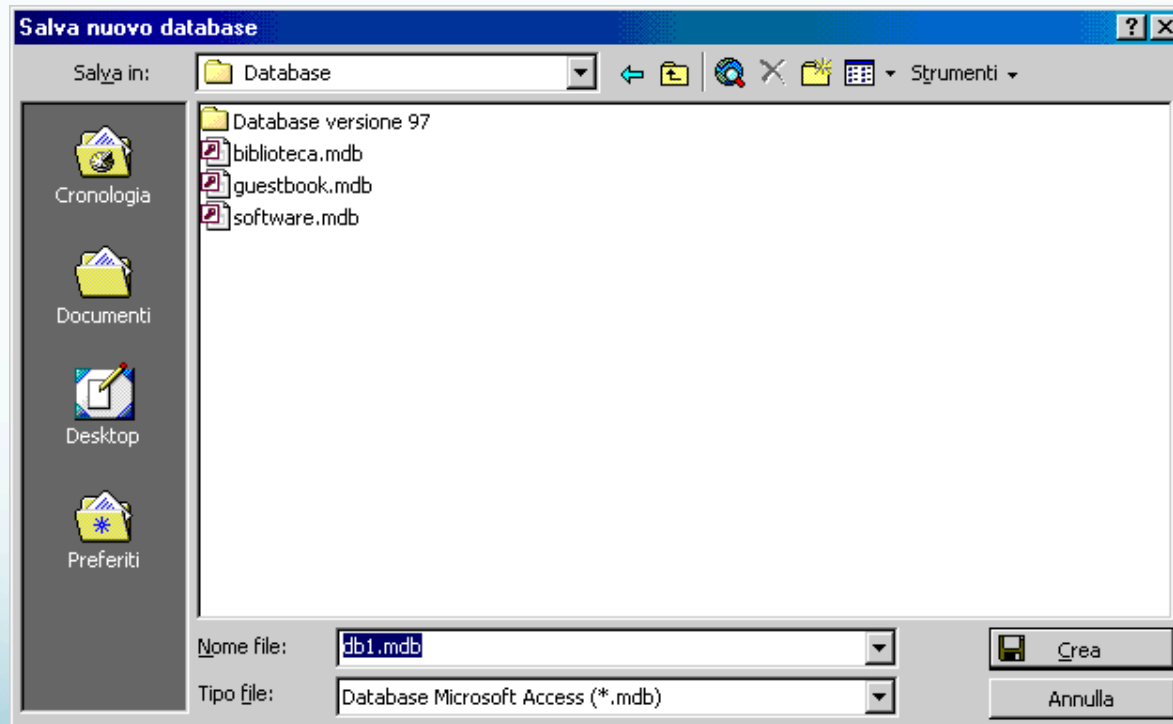 Salva nuovo database
Salva in:
Database
Strumenti
Cronologia
Documenti
Desktop
Preferiti
Database versione 97
biblioteca.mdb
guestbook.mdb
software.mdb
Nome file:
db1.mdb
Crea
Tipo file:
Database Microsoft Access (*.mdb)
Annulla